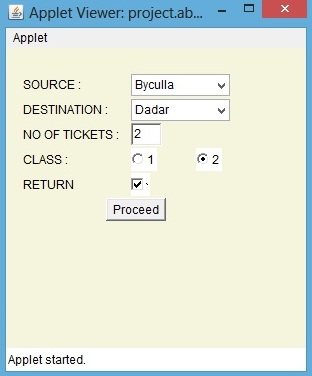 Applet Viewer: project.ab...
Applet
SOURCE : Byculla
DESTINATION : Dadar
NO OF TICKETS : 2
CLASS : 1 2
RETURN
Proceed
Applet started.